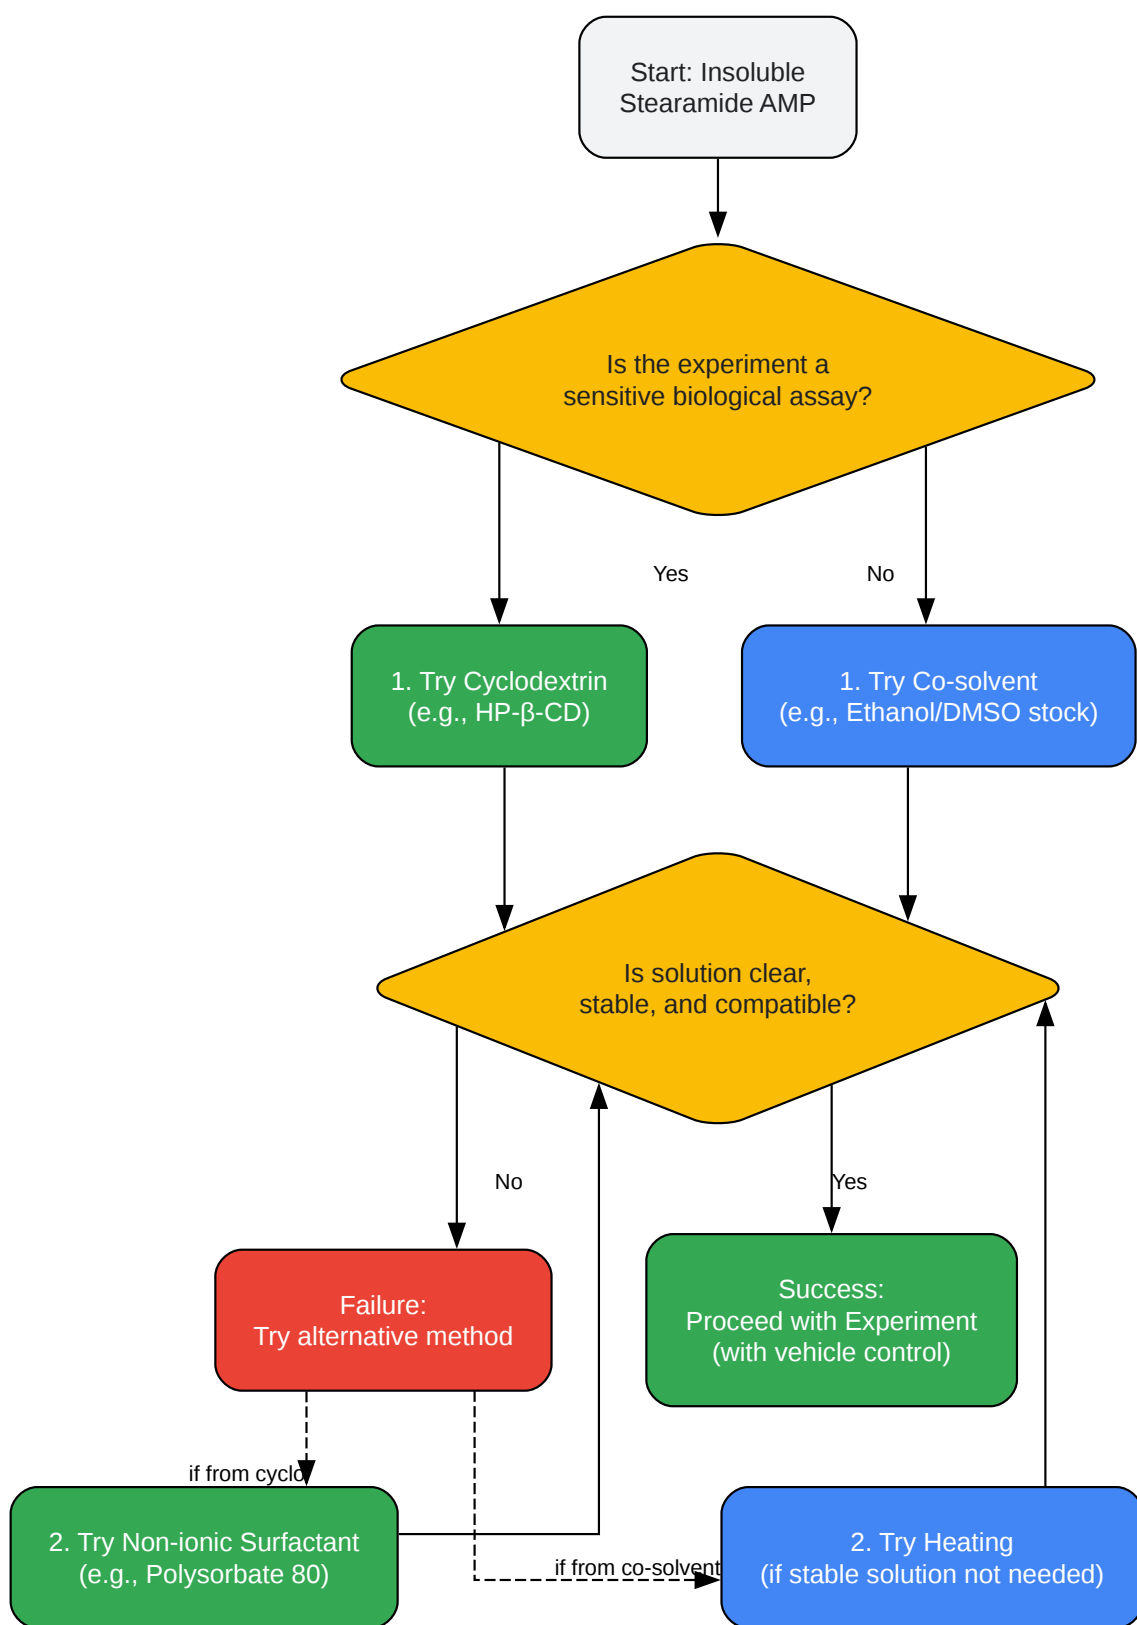 Start: Insoluble
Stearamide AMP
Is the experiment a
sensitive biological assay?
Yes
No
1. Try Cyclodextrin
(e.g., HP-β-CD)
1. Try Co-solvent
(e.g., Ethanol/DMSO stock)
Is solution clear,
stable, and compatible?
No
Yes
Failure:
Try alternative method
Success:
Proceed with Experiment
(with vehicle control)
if from cyclo
2. Try Non-ionic Surfactant
(e.g., Polysorbate 80)
if from co-solvent
2. Try Heating
(if stable solution not needed)